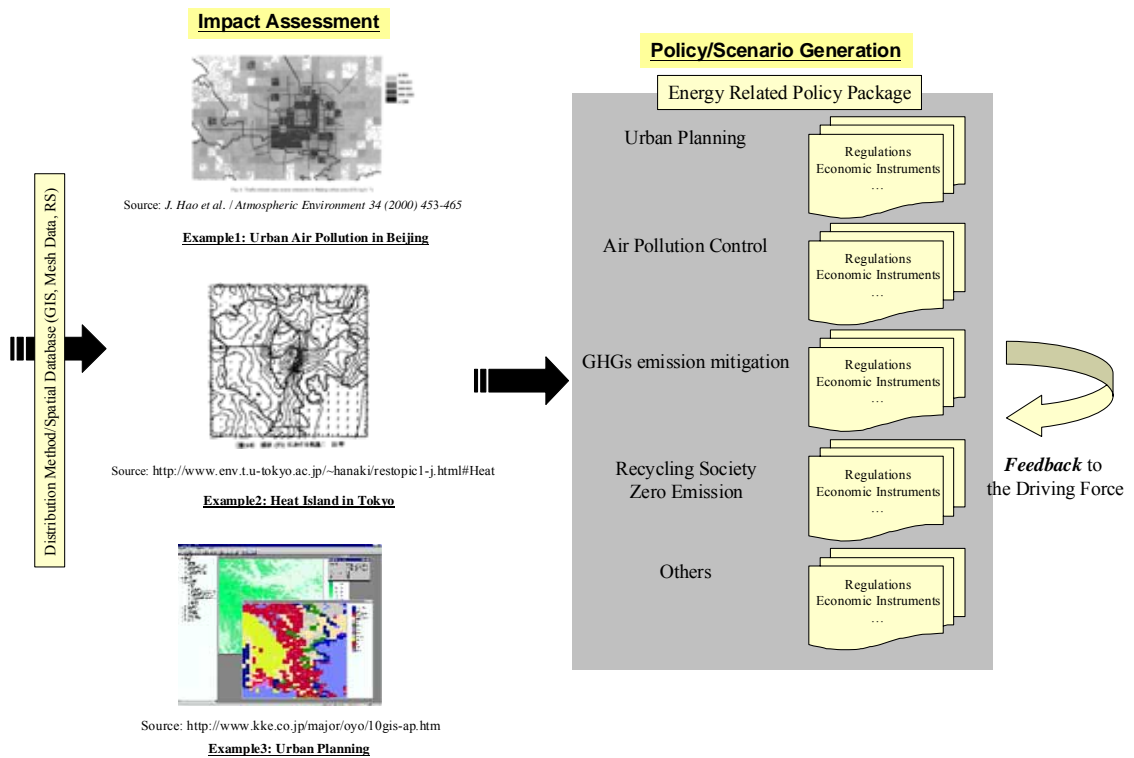 Impact Assessment
Distribution Method/Spatial Database (GIS, Mesh Data, RS)
Source: J. Hao et al. / Atmospheric Environment 34 (2000) 453-465
Example1: Urban Air Pollution in Beijing
Source: http://www.env.t.u-tokyo.ac.jp/~hanaki/restopic1-j.html#Heat
Example2: Heat Island in Tokyo
Source: http://www.kke.co.jp/major/oyo/10gis-ap.htm
Example3: Urban Planning
Policy/Scenario Generation
Energy Related Policy Package
Urban Planning
Regulations
Economic Instruments
…
Air Pollution Control
Regulations
Economic Instruments
…
GHGs emission mitigation
Regulations
Economic Instruments
…
Recycling Society
Zero Emission
Regulations
Economic Instruments
…
Others
Regulations
Economic Instruments
…
Feedback to
the Driving Force